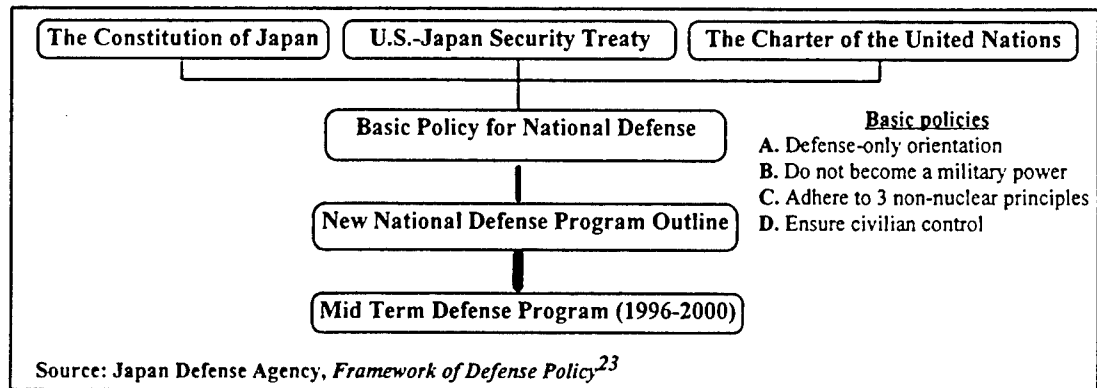 The Constitution of Japan
U.S.-Japan Security Treaty
The Charter of the United Nations
Basic Policy for National Defense
Basic policies
A. Defense-only orientation
B. Do not become a military power
C. Adhere to 3 non-nuclear principles
D. Ensure civilian control
New National Defense Program Outline
Mid Term Defense Program (1996-2000)
Source: Japan Defense Agency, Framework of Defense Policy23